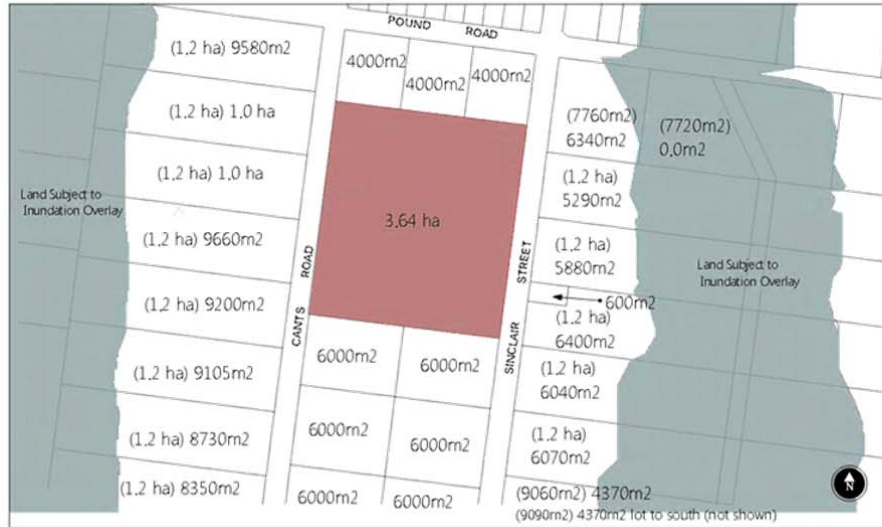 POUND ROAD
(1.2 ha) 9580m2
4000m2
4000m2
4000m2
(1.2 ha) 1.0 ha
(7760m2)
6340m2
(7720m2)
0.0m2
(1.2 ha) 1.0 ha
(1.2 ha)
5290m2
Land Subject to
Inundation Overlay
3.64 ha
(1.2 ha) 9660m2
(1.2 ha)
5880m2
Land Subject to
Inundation Overlay
CANTS ROAD
SINCLAIR STREET
(1.2 ha) 9200m2
600m2
(1.2 ha)
6400m2
6000m2
6000m2
(1.2 ha) 9105m2
(1.2 ha)
6040m2
(1.2 ha) 8730m2
6000m2
6000m2
(1.2 ha)
6070m2
(1.2 ha) 8350m2
6000m2
6000m2
(9060m2) 4370m2
(9090m2) 4370m2 lot to south (not shown)
N